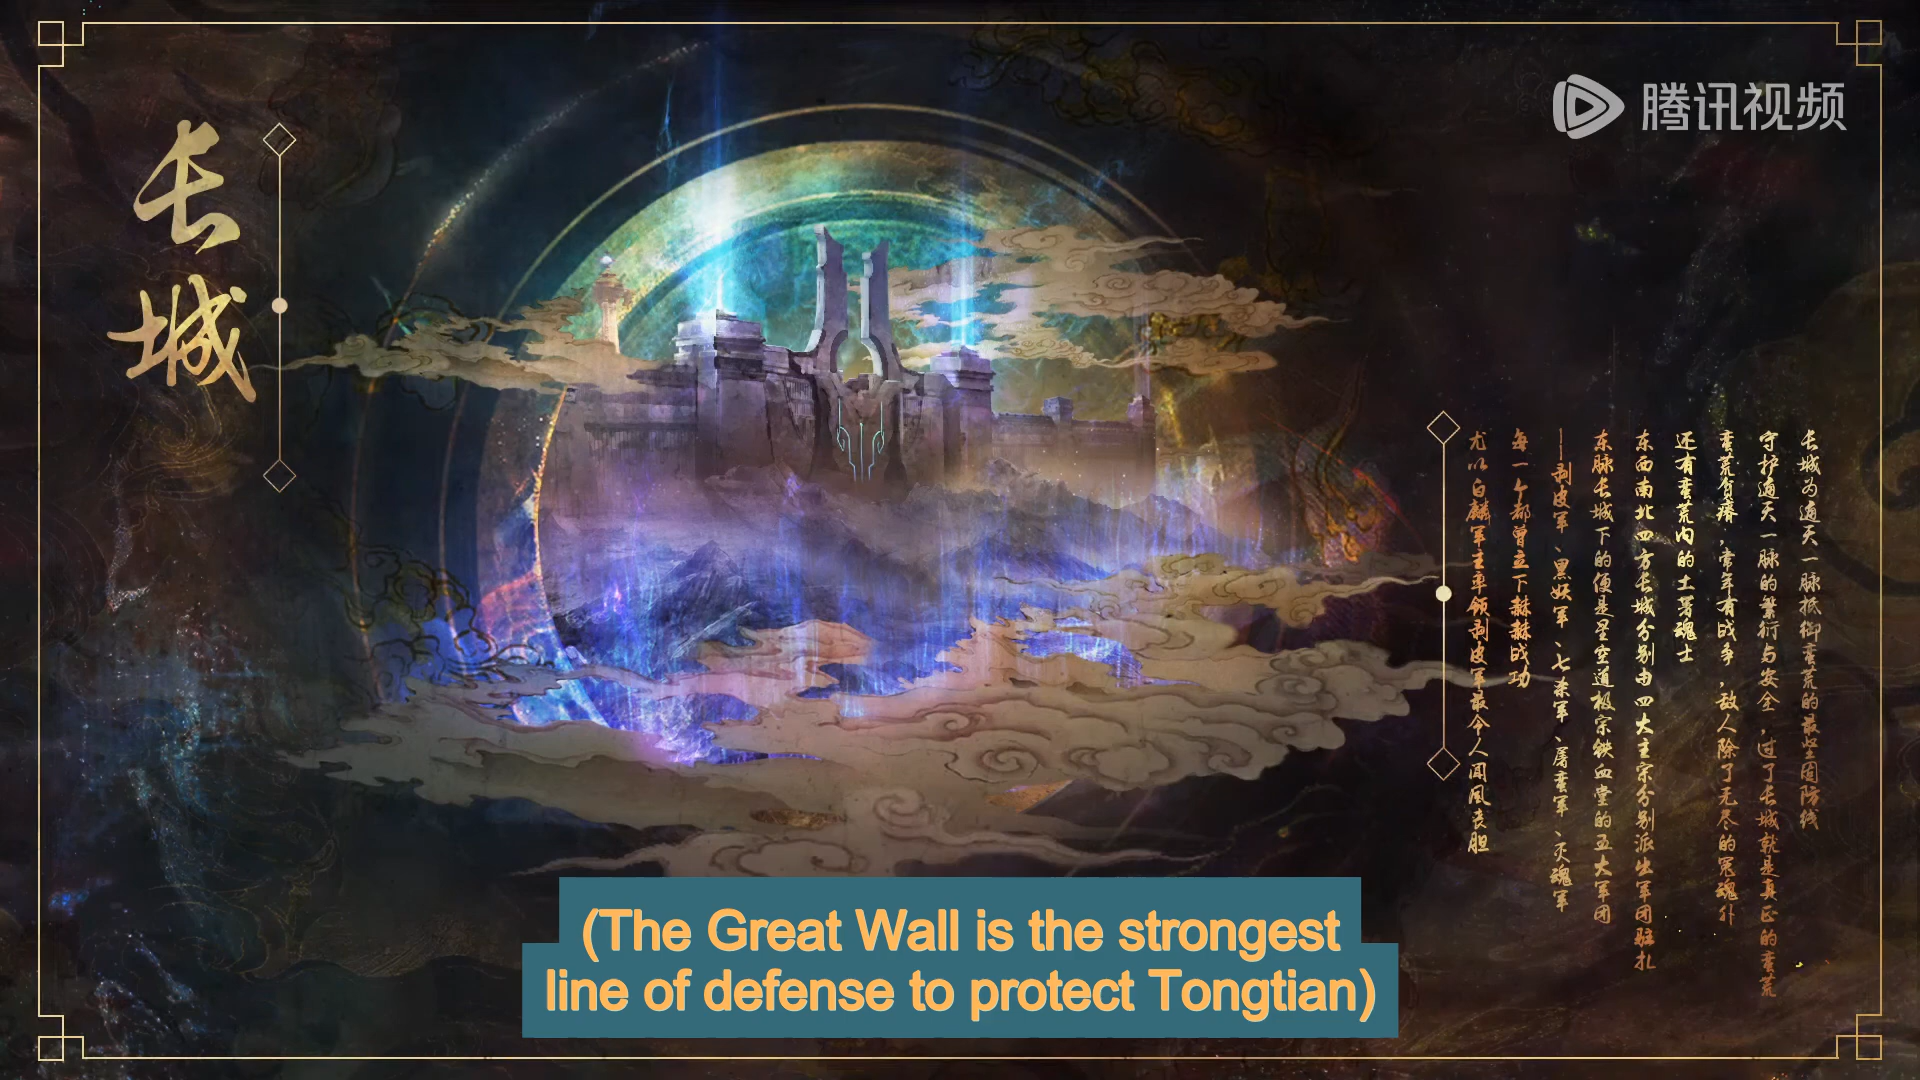 长城
腾讯视频
长城为通天一脉抵御蛮荒的最坚固防线
守护通天一脉的繁衍与安全,过了长城就是真正的蛮荒
蛮荒贫瘠,常年有战争,敌人除了无尽的冤魂外
还有蛮荒内的土著魂士
东西南北四方长城分别由四大主宗分别派出军团驻扎
东脉长城下的便是星空道极宗铁血堂的五大军团
——剥皮军、黑妖军、七杀军、屠蛮军、灭魂军
每一个都曾立下赫赫战功
尤以白麟军主率领剥皮军最令人闻风丧胆
(The Great Wall is the strongest
line of defense to protect Tongtian)